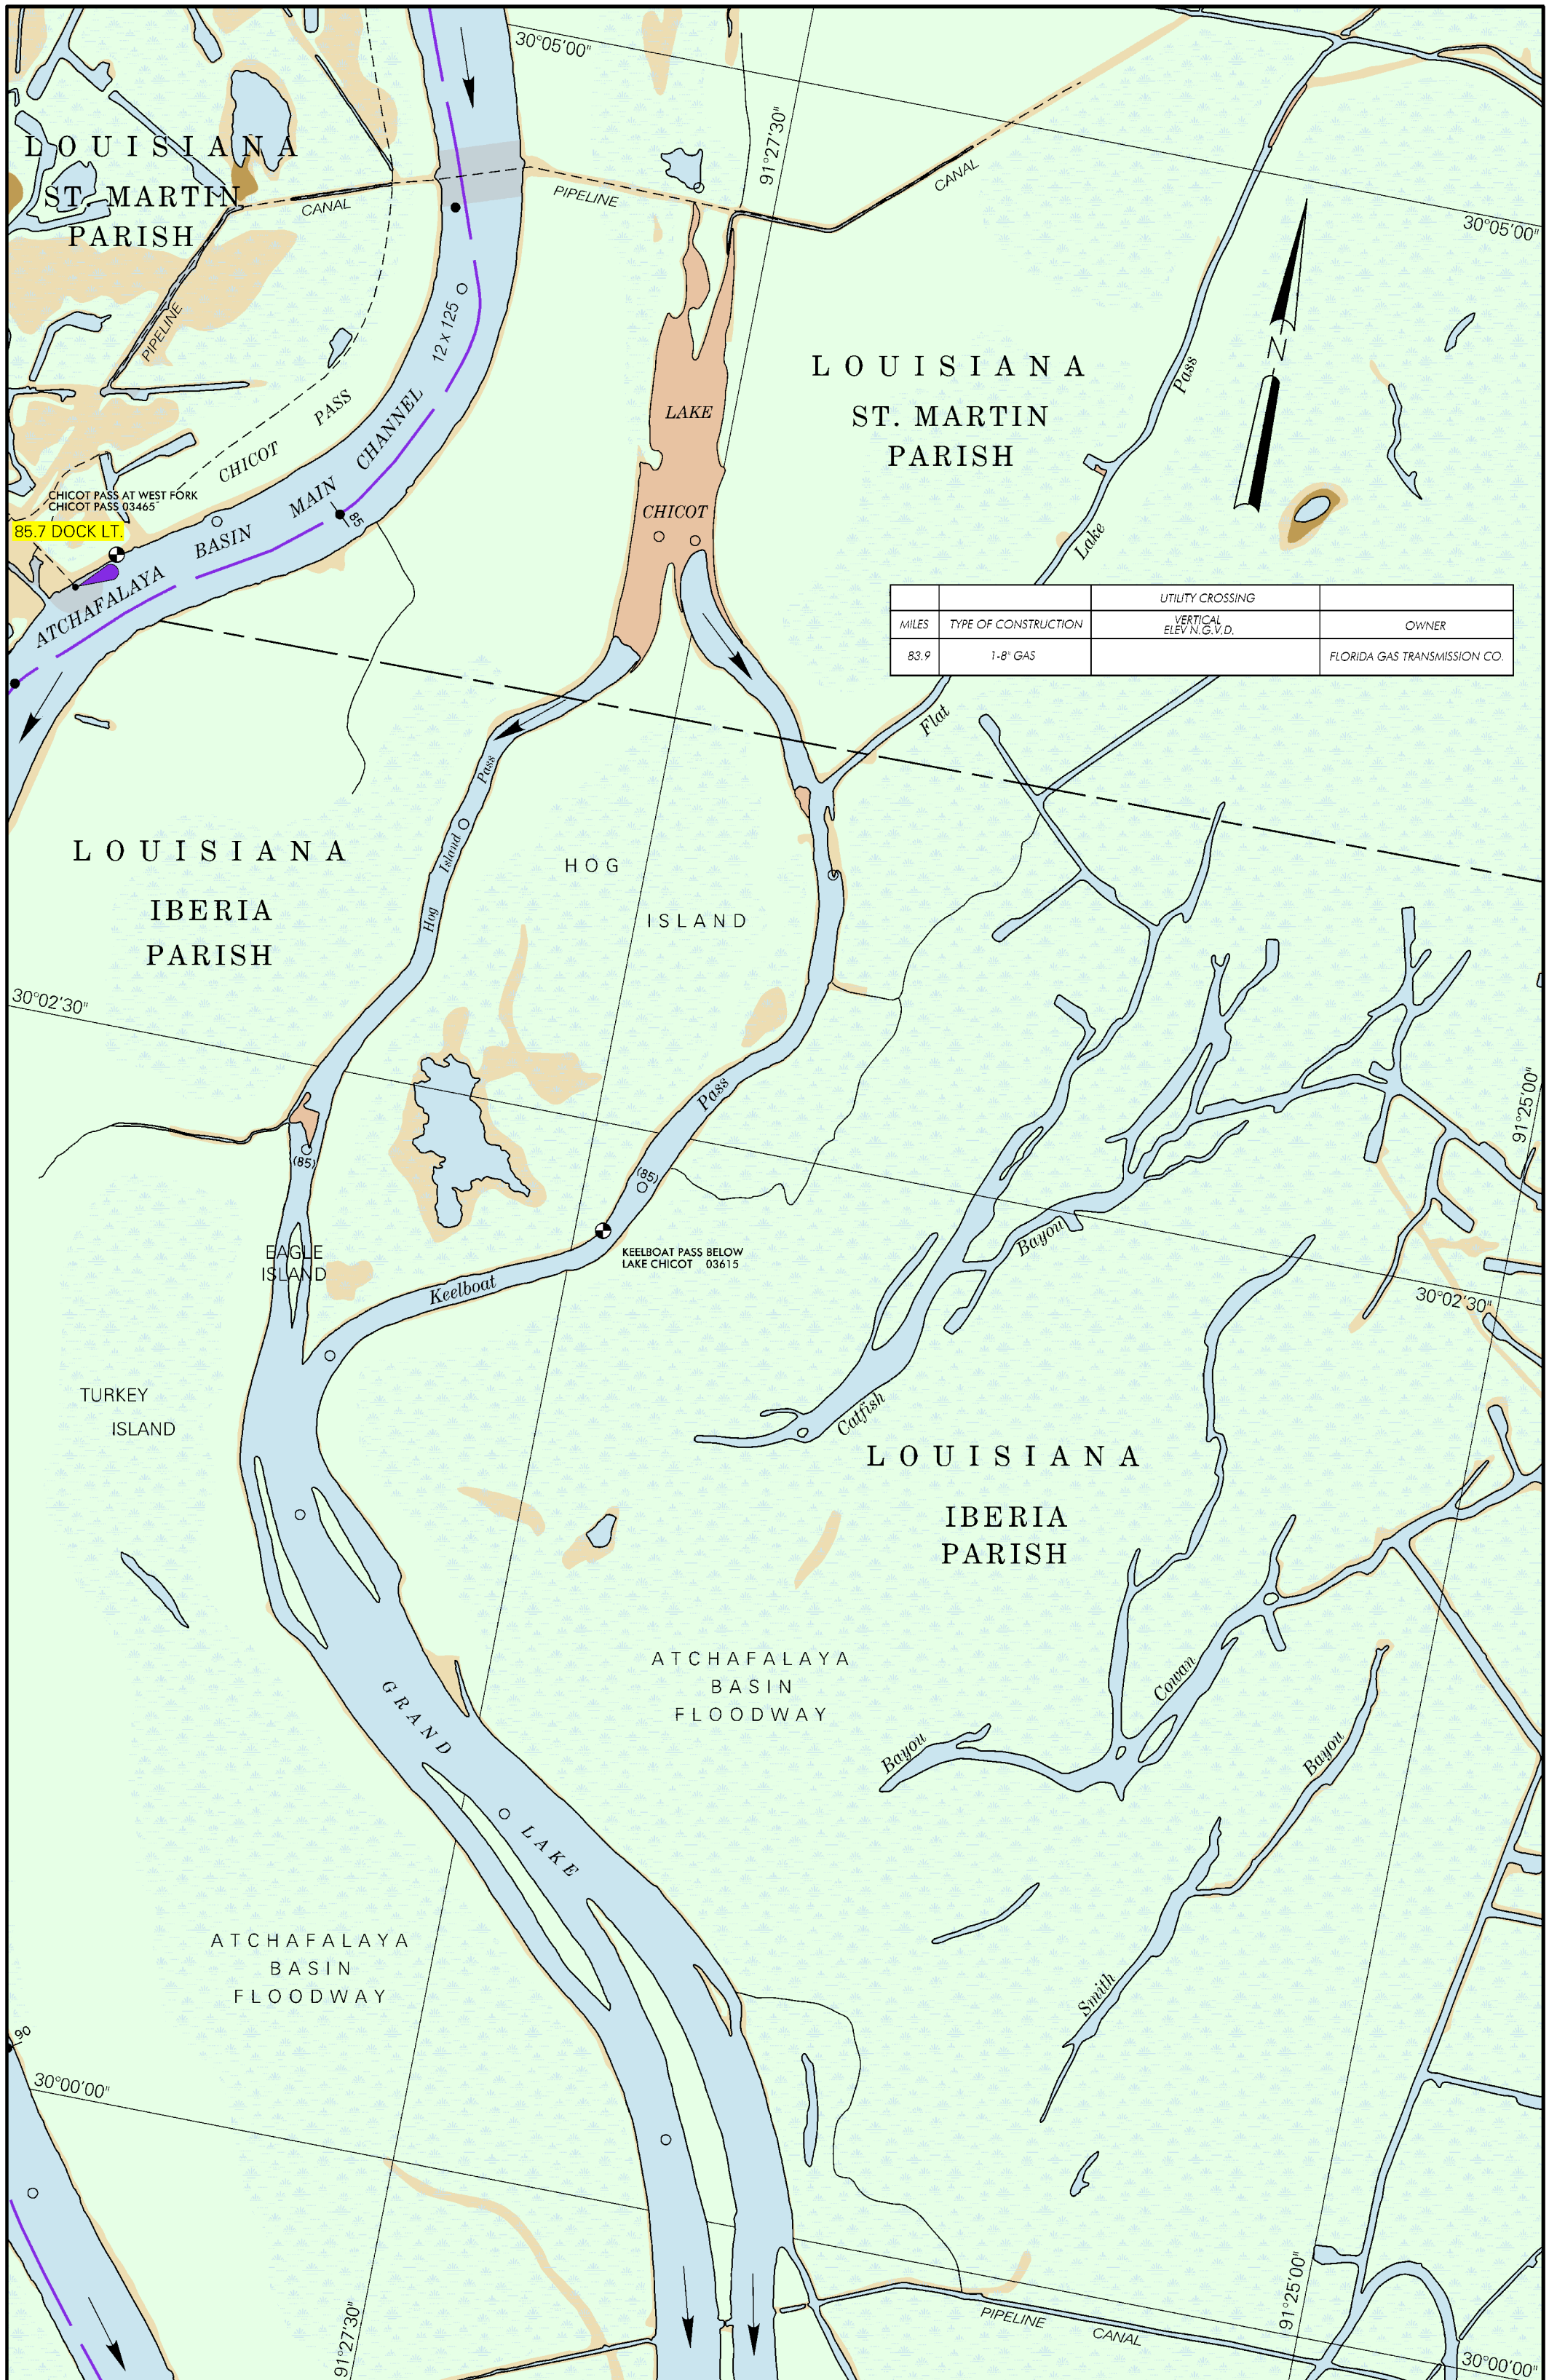 30°05'00"
91°27'30"
LOUISIANA
ST. MARTIN
PARISH
CANAL
PIPELINE
CANAL
30°05'00"
PIPELINE
12 x 125
N
Pass
LOUISIANA
ST. MARTIN
PARISH
LAKE
CHICOT
CHICOT PASS
ATCHAFALAYA BASIN MAIN CHANNEL
CHICOT PASS AT WEST FORK
CHICOT PASS 03465
85.7 DOCK LT.
85
Lake
UTILITY CROSSING
MILES TYPE OF CONSTRUCTION VERTICAL ELEV N.G.V.D. OWNER
83.9 1-8" GAS FLORIDA GAS TRANSMISSION CO.
Flat
Hog Island Pass
LOUISIANA
IBERIA
PARISH
HOG
ISLAND
30°02'30"
91°25'00"
Keelboat Pass
(85)
(85)
EAGLE
ISLAND
KEELBOAT PASS BELOW
LAKE CHICOT 03615
Catfish Bayou
30°02'30"
TURKEY
ISLAND
LOUISIANA
IBERIA
PARISH
ATCHAFALAYA
BASIN
FLOODWAY
GRAND LAKE
Bayou Cowan
Smith Bayou
ATCHAFALAYA
BASIN
FLOODWAY
90
30°00'00"
91°27'30"
91°25'00"
PIPELINE CANAL
30°00'00"